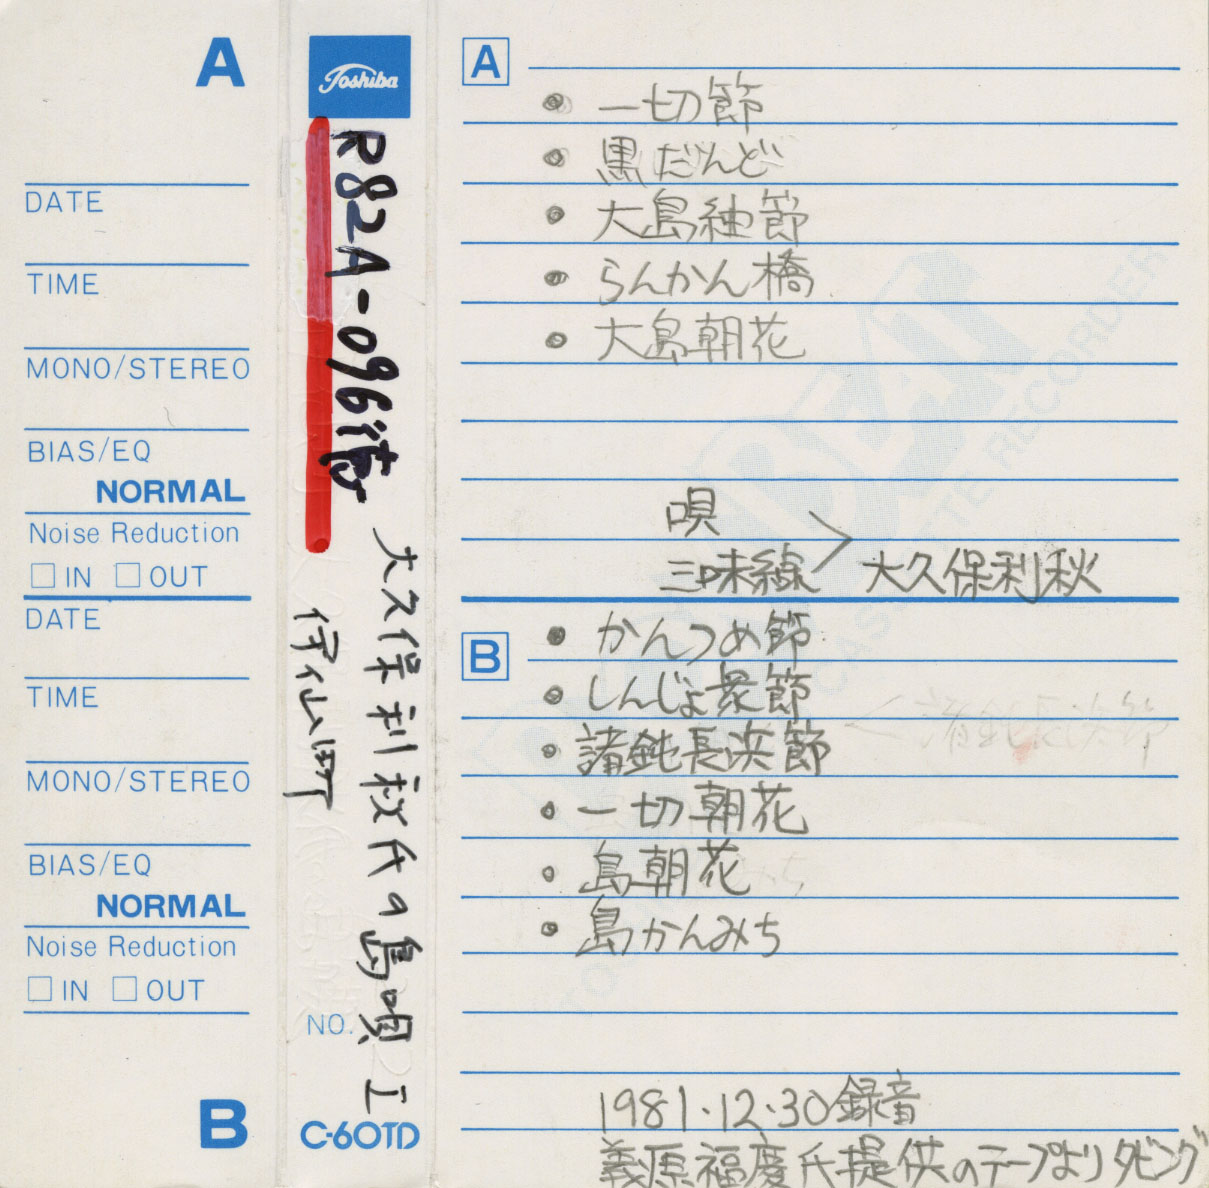 A
DATE
TIME
MONO/STEREO
BIAS/EQ
NORMAL
Noise Reduction
□IN □OUT
DATE
TIME
MONO/STEREO
BIAS/EQ
NORMAL
Noise Reduction
□IN □OUT
B
Toshiba
R82A-096徳
大久保利秋氏の島唄 I
伊仙町
NO.
C-60TD
A
・一切節
・黒だんど
・大島紬節
・らんかん橋
・大島朝花
唄
三味線 > 大久保利秋
B
・かんつめ節
・しんじょ衆節
・諸鈍長浜節
・一切朝花
・島朝花
・島かんみち
1981.12.30録音
義原福慶氏提供のテープよりダビング